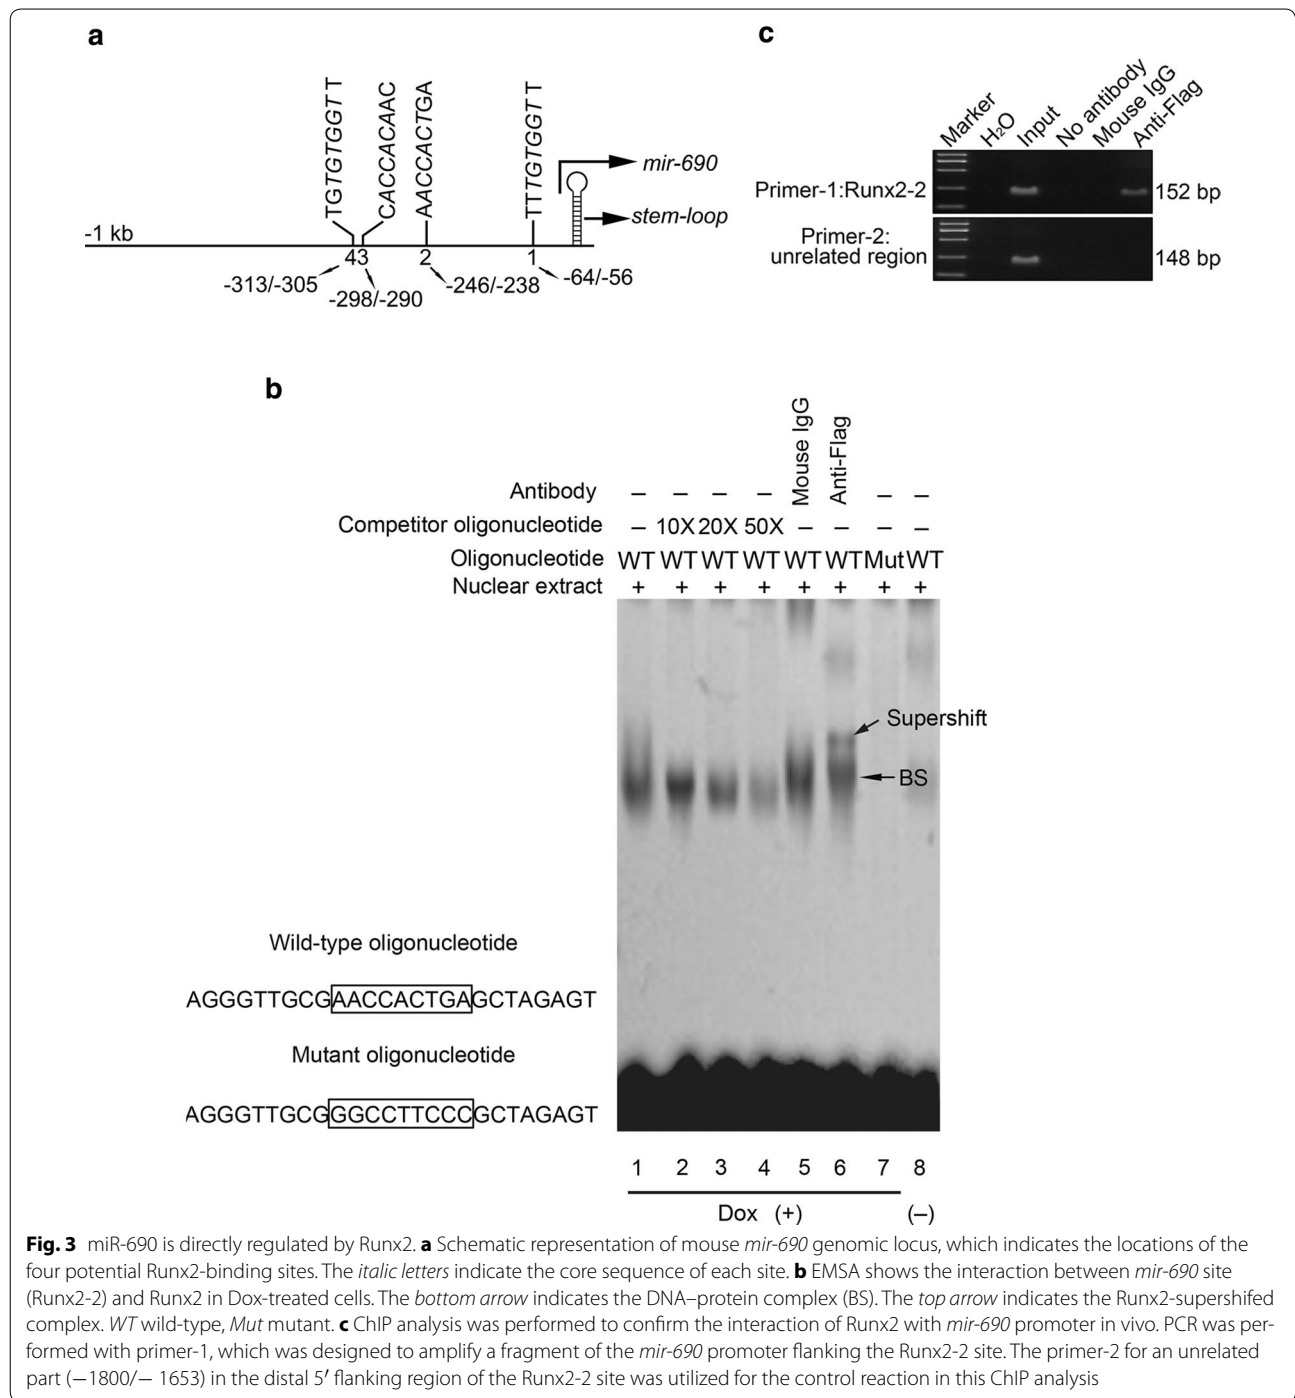 a
TGTGTGGTT
CACCACAAC
AACCACTGA
TTTGTGGTT
mir-690
stem-loop
-1 kb
43
2
1
-313/-305
-298/-290
-246/-238
-64/-56
c
Marker
H₂O
Input
No antibody
Mouse IgG
Anti-Flag
Primer-1:Runx2-2
152 bp
Primer-2:
unrelated region
148 bp
b
Mouse IgG
Anti-Flag
Antibody – – – – – –
Competitor oligonucleotide – 10X 20X 50X – – – –
Oligonucleotide WT WT WT WT WT WT Mut WT
Nuclear extract + + + + + + + +
Supershift
BS
Wild-type oligonucleotide
AGGGTTGCGAACCACTGAGCTAGAGT
Mutant oligonucleotide
AGGGTTGCGGGCCTTCCCGCTAGAGT
1 2 3 4 5 6 7 8
Dox (+) (–)
Fig. 3 miR-690 is directly regulated by Runx2. a Schematic representation of mouse mir-690 genomic locus, which indicates the locations of the
four potential Runx2-binding sites. The italic letters indicate the core sequence of each site. b EMSA shows the interaction between mir-690 site
(Runx2-2) and Runx2 in Dox-treated cells. The bottom arrow indicates the DNA–protein complex (BS). The top arrow indicates the Runx2-supershifed
complex. WT wild-type, Mut mutant. c ChIP analysis was performed to confirm the interaction of Runx2 with mir-690 promoter in vivo. PCR was per-
formed with primer-1, which was designed to amplify a fragment of the mir-690 promoter flanking the Runx2-2 site. The primer-2 for an unrelated
part (−1800/− 1653) in the distal 5′ flanking region of the Runx2-2 site was utilized for the control reaction in this ChIP analysis